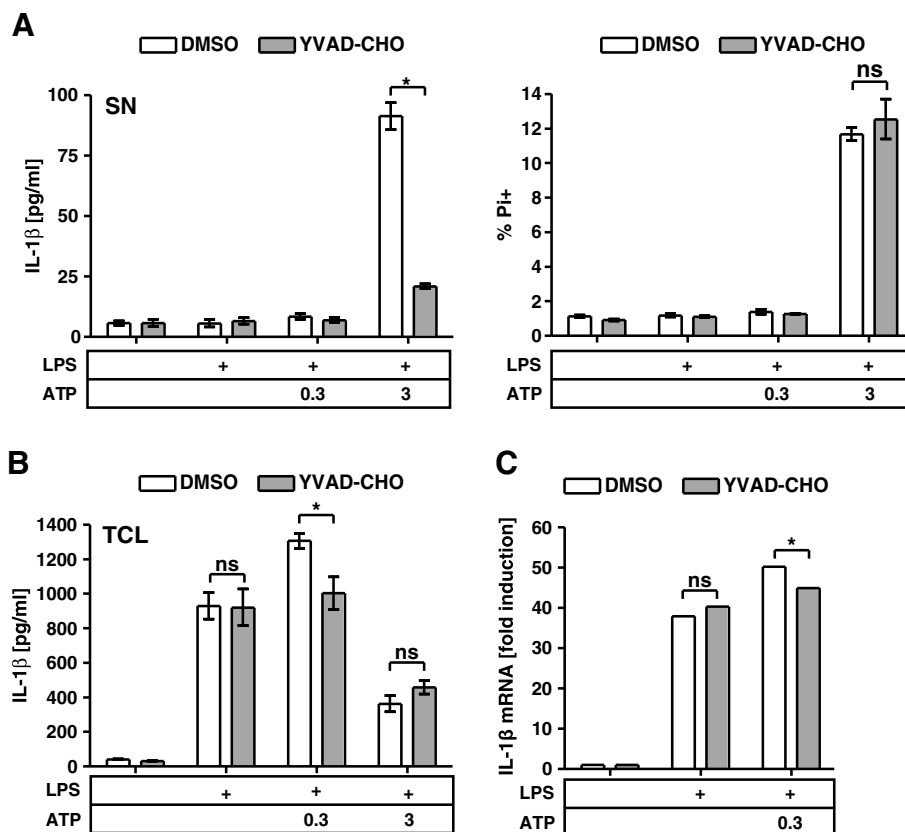 A
DMSO YVAD-CHO
SN
*
IL-1β [pg/ml]
100
75
50
25
0
LPS + + +
ATP 0.3 3
DMSO YVAD-CHO
ns
% Pi+
14
12
10
8
6
4
2
0
LPS + + +
ATP 0.3 3
B
DMSO YVAD-CHO
TCL
ns * ns
IL-1β [pg/ml]
1400
1200
1000
800
600
400
200
0
LPS + + +
ATP 0.3 3
C
DMSO YVAD-CHO
ns *
IL-1β mRNA [fold induction]
60
50
40
30
20
10
0
LPS + +
ATP 0.3